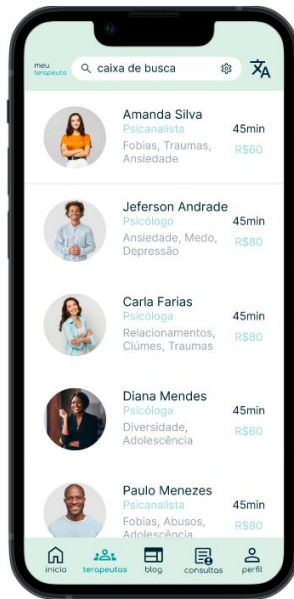 meu
terapeuta
caixa de busca
Amanda Silva
Psicanalista 45min
Fobias, Traumas, R$60
Ansiedade
Jeferson Andrade
Psicólogo 45min
Ansiedade, Medo, R$80
Depressão
Carla Farias
Psicóloga 45min
Relacionamentos, R$80
Ciúmes, Traumas
Diana Mendes
Psicóloga 45min
Diversidade, R$60
Adolescência
Paulo Menezes
Psicanalista 45min
Fobias, Abusos, R$80
Adolescência
inicio terapeutas blog consultas perfil